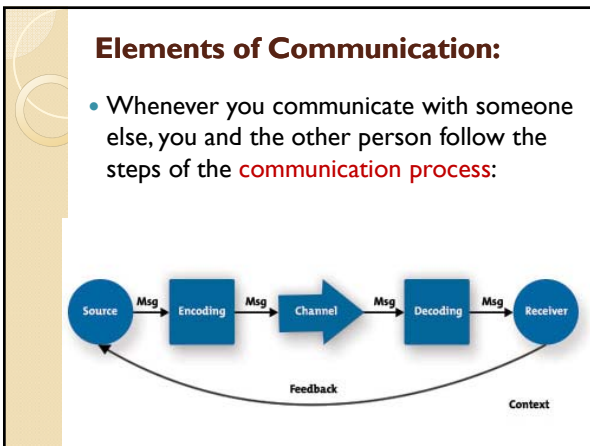 Elements of Communication:
• Whenever you communicate with someone
else, you and the other person follow the
steps of the communication process:
Source Msg Encoding Msg Channel Msg Decoding Msg Receiver
Feedback
Context